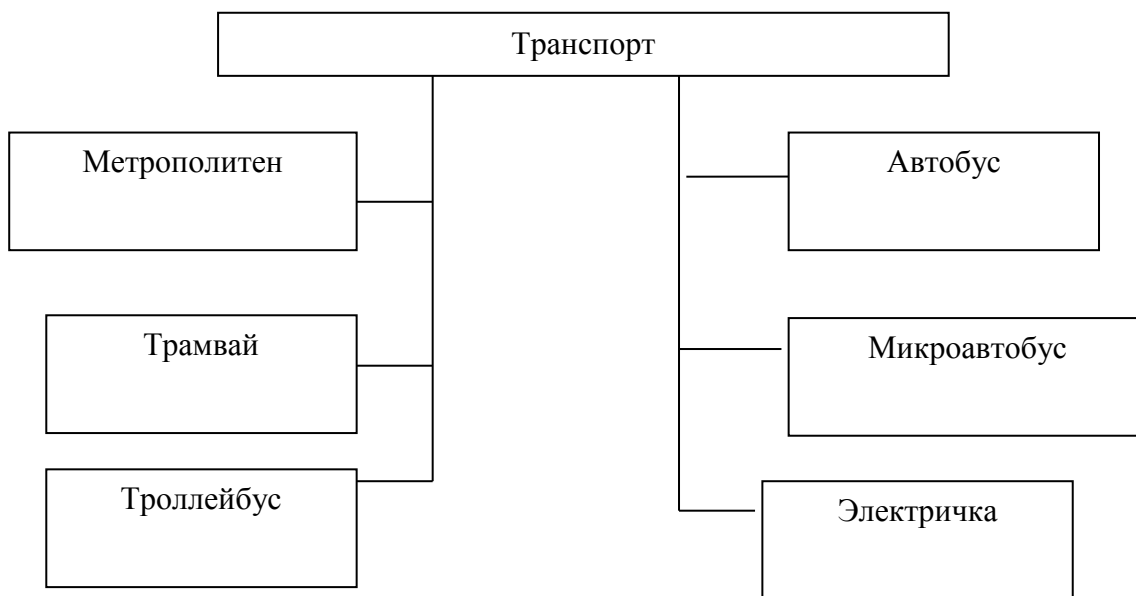 Транспорт
Метрополитен
Автобус
Трамвай
Микроавтобус
Троллейбус
Электричка